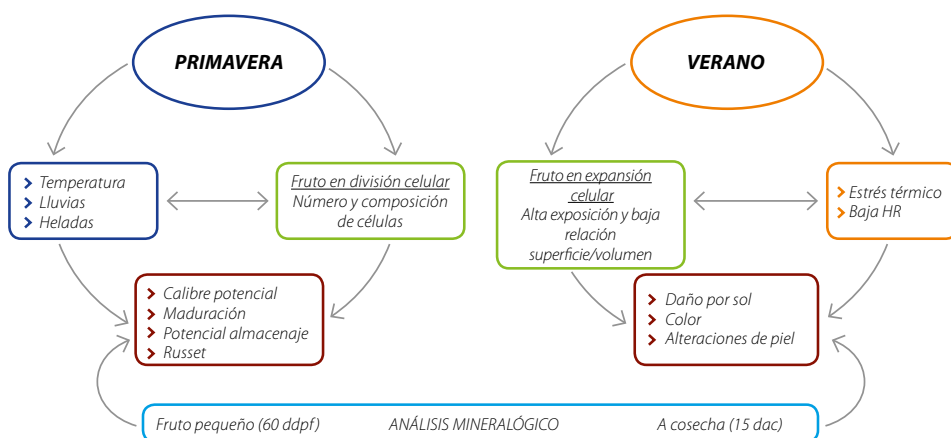 PRIMAVERA
Temperatura
Lluvias
Heladas
Fruto en división celular
Número y composición
de células
Calibre potencial
Maduración
Potencial almacenaje
Russet
VERANO
Fruto en expansión
celular
Alta exposición y baja
relación
superficie/volumen
Estrés térmico
Baja HR
Daño por sol
Color
Alteraciones de piel
Fruto pequeño (60 ddpf) ANÁLISIS MINERALÓGICO A cosecha (15 dac)